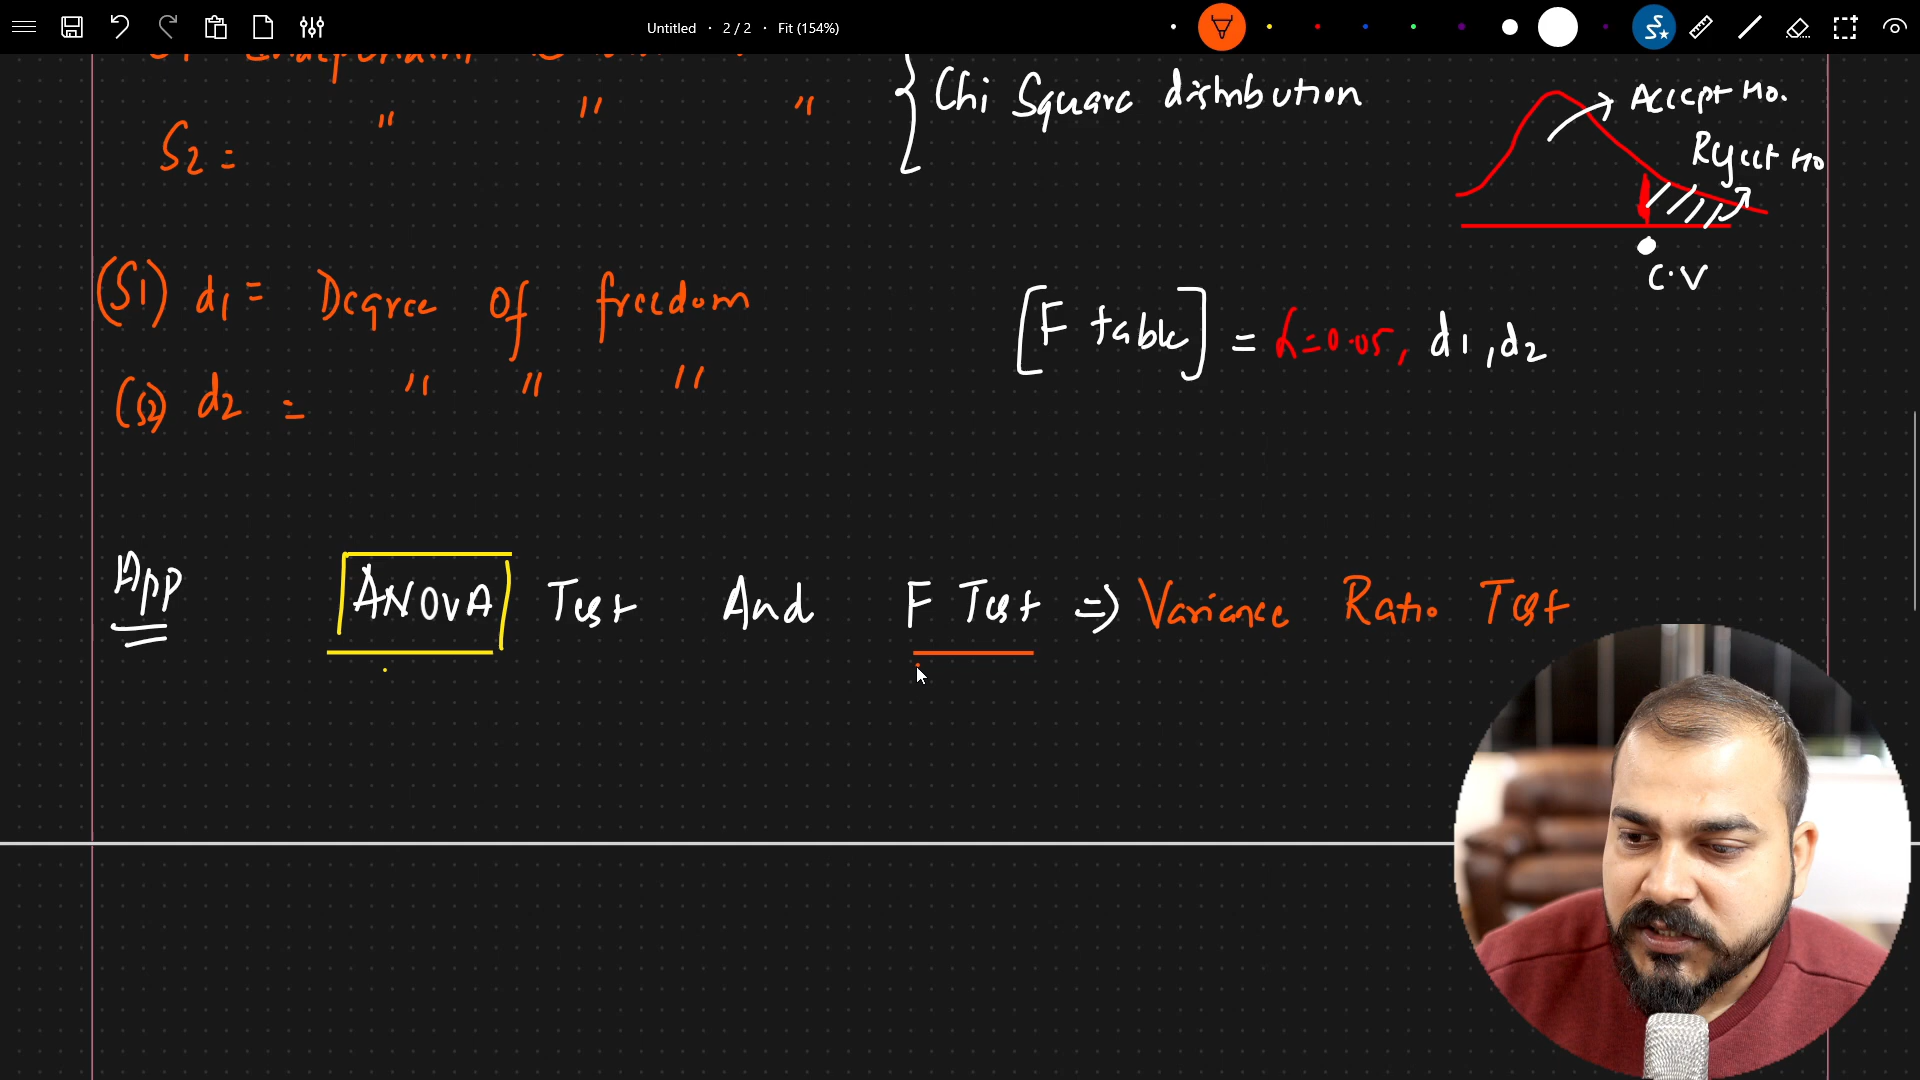 Untitled · 2 / 2 · Fit (154%)
Chi Square distribution
Accept H0.
Reject H0
S2 = " " "
C.V
(S1) d1 = Degree of freedom
[F table] = α=0.05, d1, d2
(S2) d2 = " " "
App ANOVA Test And F Test => Variance Ratio Test